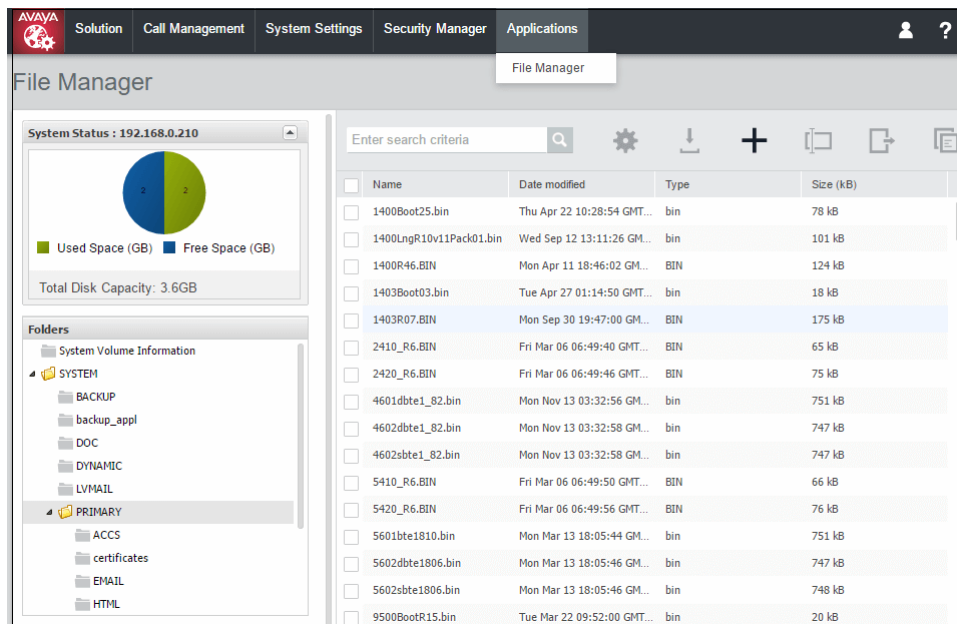 AVAYA
Solution Call Management System Settings Security Manager Applications ?
File Manager
File Manager
System Status : 192.168.0.210
2 2
Used Space (GB) Free Space (GB)
Total Disk Capacity: 3.6GB
Folders
System Volume Information
SYSTEM
BACKUP
backup_appl
DOC
DYNAMIC
LVMAIL
PRIMARY
ACCS
certificates
EMAIL
HTML
Enter search criteria
Name Date modified Type Size (kB)
1400Boot25.bin Thu Apr 22 10:28:54 GMT... bin 78 kB
1400LngR10v11Pack01.bin Wed Sep 12 13:11:26 GM... bin 101 kB
1400R46.BIN Mon Apr 11 18:46:02 GM... BIN 124 kB
1403Boot03.bin Tue Apr 27 01:14:50 GMT... bin 18 kB
1403R07.BIN Mon Sep 30 19:47:00 GM... BIN 175 kB
2410_R6.BIN Fri Mar 06 06:49:40 GMT... BIN 65 kB
2420_R6.BIN Fri Mar 06 06:49:46 GMT... BIN 75 kB
4601dbte1_82.bin Mon Nov 13 03:32:56 GM... bin 751 kB
4602dbte1_82.bin Mon Nov 13 03:32:58 GM... bin 747 kB
4602sbte1_82.bin Mon Nov 13 03:32:58 GM... bin 747 kB
5410_R6.BIN Fri Mar 06 06:49:50 GMT... BIN 66 kB
5420_R6.BIN Fri Mar 06 06:49:56 GMT... BIN 76 kB
5601bte1810.bin Mon Mar 13 18:05:44 GM... bin 751 kB
5602dbte1806.bin Mon Mar 13 18:05:46 GM... bin 747 kB
5602sbte1806.bin Mon Mar 13 18:05:46 GM... bin 748 kB
9500BootR15.bin Tue Mar 22 09:52:00 GMT... bin 20 kB